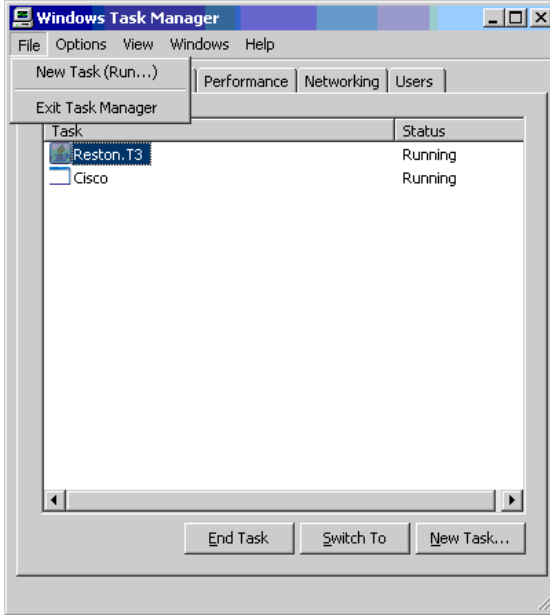 Windows Task Manager
File Options View Windows Help
New Task (Run...)
Exit Task Manager
Performance Networking Users
Task Status
Reston.T3 Running
Cisco Running
End Task Switch To New Task...